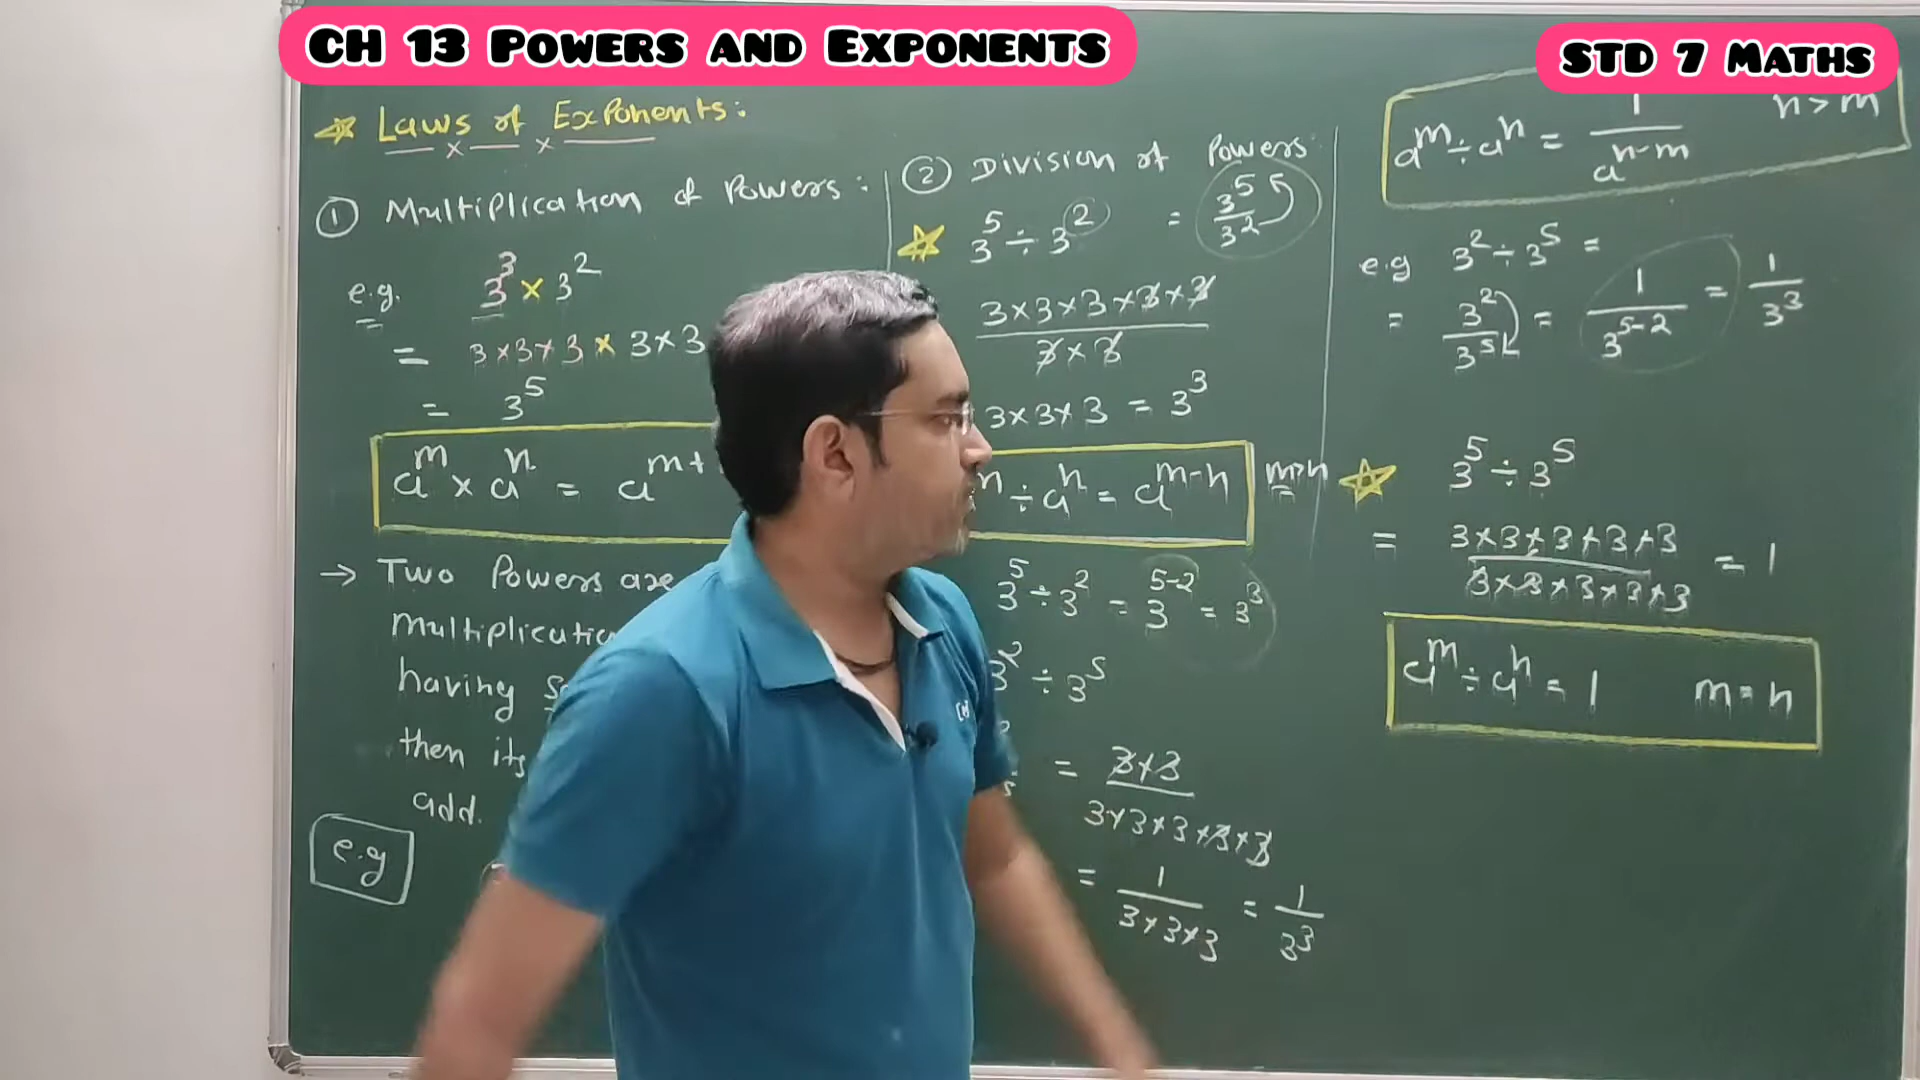 CH 13 POWERS AND EXPONENTS
STD 7 MATHS
Laws of Exponents:
① Multiplication of Powers:
e.g. 3³ × 3²
= 3×3×3 × 3×3
= 3⁵
aᵐ × aⁿ = aᵐ⁺
→ Two Powers are
multiplicatio
having
then its
add.
e.g
② Division of Powers
3⁵ ÷ 3² = 3⁵/3²
3×3×3×3×3
3×3
3×3×3 = 3³
÷ aⁿ = aᵐ⁻ⁿ m>n
3⁵ ÷ 3² = 3⁵⁻² = 3³
3² ÷ 3⁵
= 3×3
3×3×3×3×3
= 1/3×3×3 = 1/3³
aᵐ ÷ aⁿ = 1/aⁿ⁻ᵐ n>m
e.g 3² ÷ 3⁵ =
= 3²/3⁵ = 1/3⁵⁻² = 1/3³
3⁵ ÷ 3⁵
= 3×3×3×3×3/3×3×3×3×3 = 1
aᵐ ÷ aⁿ = 1 m = n